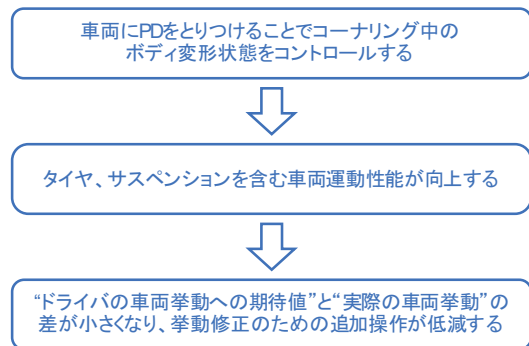 車両にPDをとりつけることでコーナリング中の
ボディ変形状態をコントロールする
タイヤ、サスペンションを含む車両運動性能が向上する
“ドライバの車両挙動への期待値”と“実際の車両挙動”の
差が小さくなり、挙動修正のための追加操作が低減する